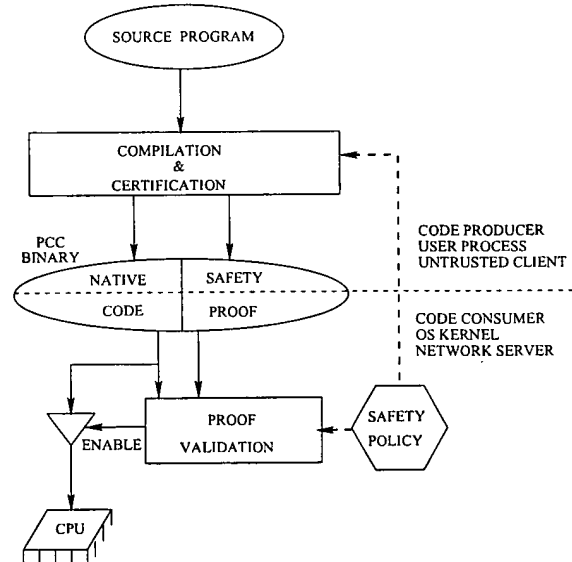 SOURCE PROGRAM
COMPILATION
&
CERTIFICATION
PCC
BINARY
NATIVE
CODE
SAFETY
PROOF
CODE PRODUCER
USER PROCESS
UNTRUSTED CLIENT
CODE CONSUMER
OS KERNEL
NETWORK SERVER
PROOF
VALIDATION
ENABLE
SAFETY
POLICY
CPU